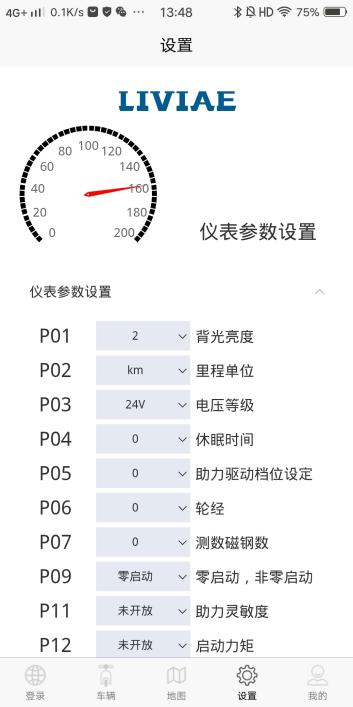 4G+ 0.1K/s ··· 13:48 HD 75%
设置
LIVIAE
0 20 40 60 80 100 120 140 160 180 200
仪表参数设置
仪表参数设置
P01 2 背光亮度
P02 km 里程单位
P03 24V 电压等级
P04 0 休眠时间
P05 0 助力驱动档位设定
P06 0 轮经
P07 0 测数磁钢数
P09 零启动 零启动，非零启动
P11 未开放 助力灵敏度
P12 未开放 启动力矩
登录 车辆 地图 设置 我的